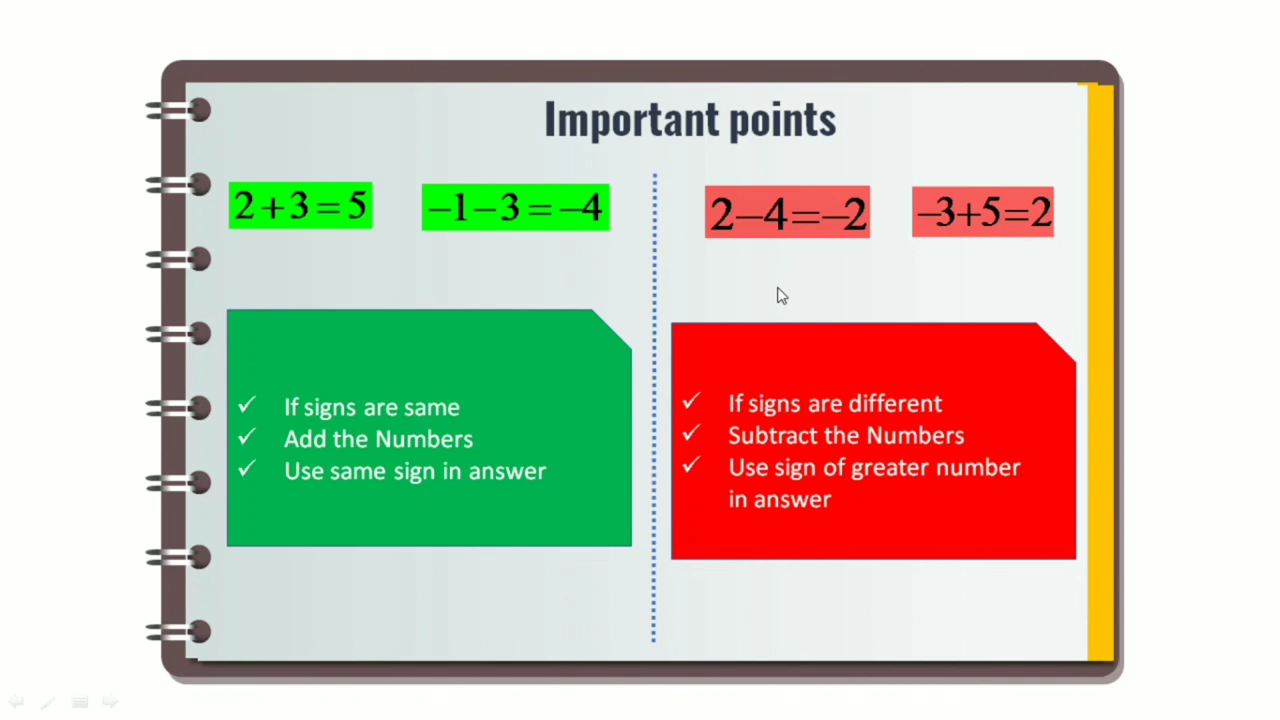 Important points
2+3=5
–1–3=–4
2–4=–2
–3+5=2
✓ If signs are same
✓ Add the Numbers
✓ Use same sign in answer
✓ If signs are different
✓ Subtract the Numbers
✓ Use sign of greater number
in answer